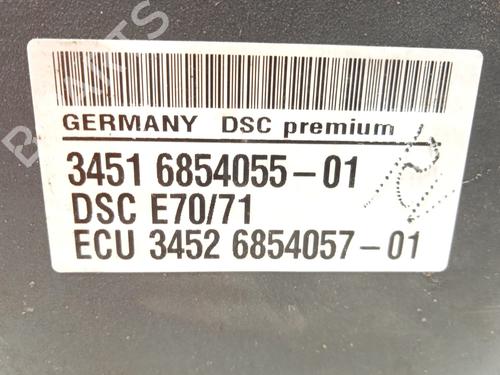 GERMANY DSC premium
3451 6854055-01
DSC E70/71
ECU 3452 6854057-01